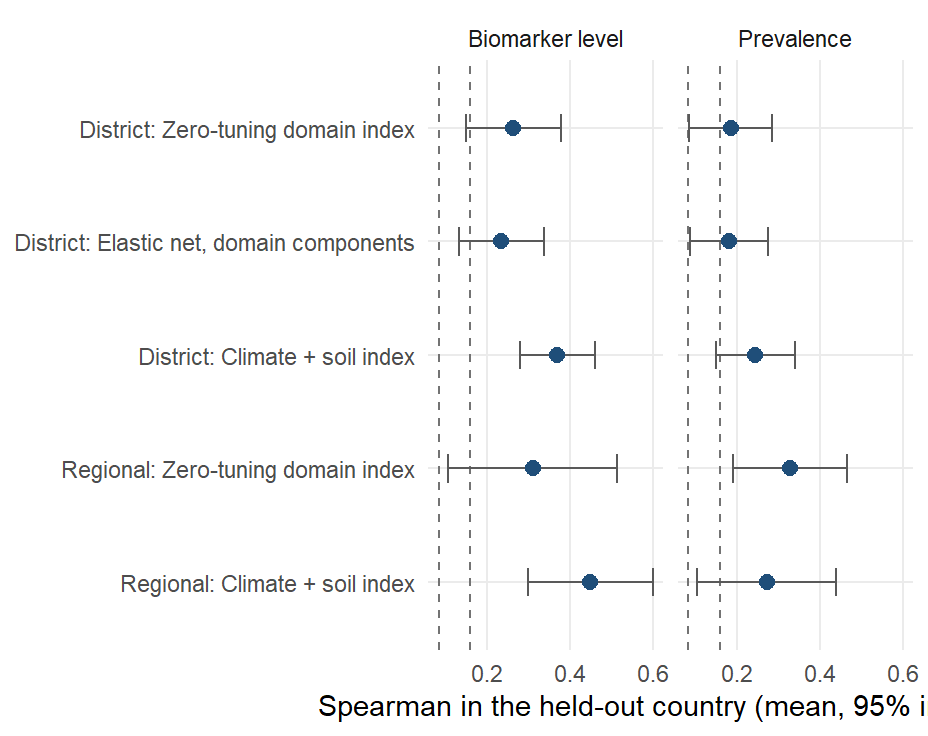 Biomarker level Prevalence
District: Zero-tuning domain index
District: Elastic net, domain components
District: Climate + soil index
Regional: Zero-tuning domain index
Regional: Climate + soil index
0.2 0.4 0.6 0.2 0.4 0.6
Spearman in the held-out country (mean, 95% i